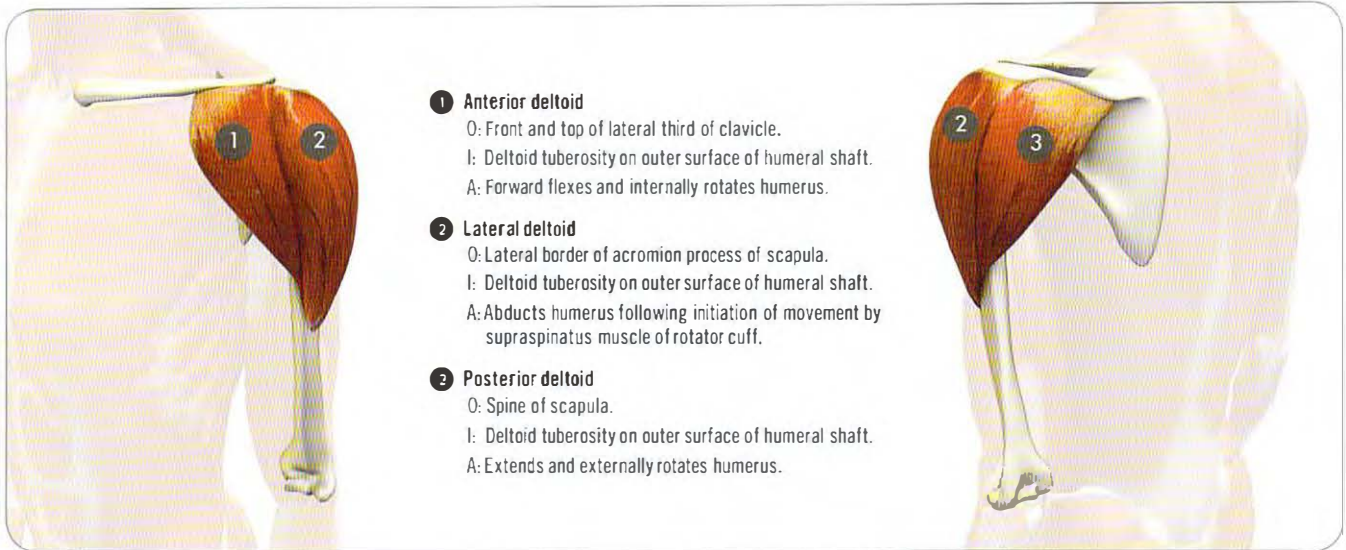 1 2
1 Anterior deltoid
O: Front and top of lateral third of clavicle.
I: Deltoid tuberosity on outer surface of humeral shaft.
A: Forward flexes and internally rotates humerus.
2 Lateral deltoid
O: Lateral border of acromion process of scapula.
I: Deltoid tuberosity on outer surface of humeral shaft.
A: Abducts humerus following initiation of movement by
supraspinatus muscle of rotator cuff.
2 Posterior deltoid
O: Spine of scapula.
I: Deltoid tuberosity on outer surface of humeral shaft.
A: Extends and externally rotates humerus.
2 3